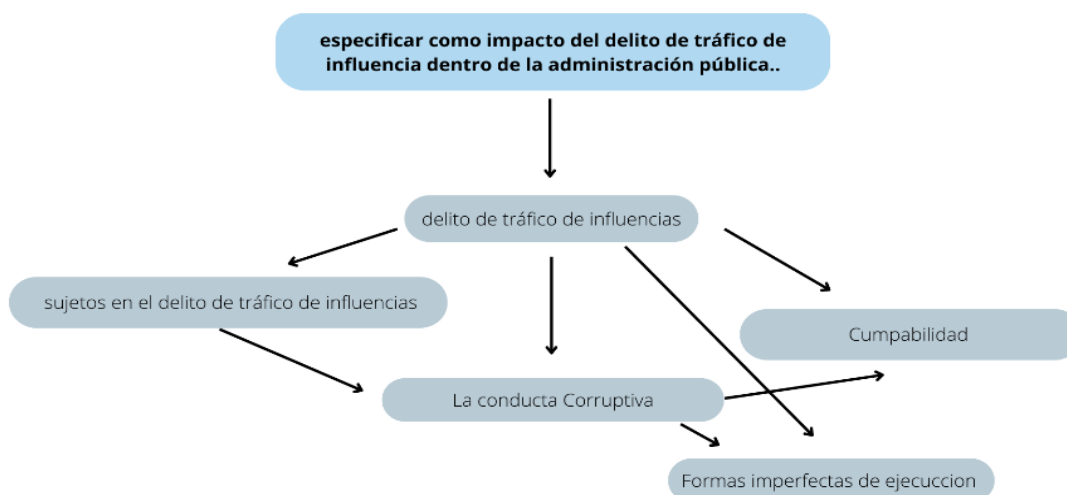 especificar como impacto del delito de tráfico de
influencia dentro de la administración pública..
delito de tráfico de influencias
sujetos en el delito de tráfico de influencias
Cumpabilidad
La conducta Corruptiva
Formas imperfectas de ejecuccion